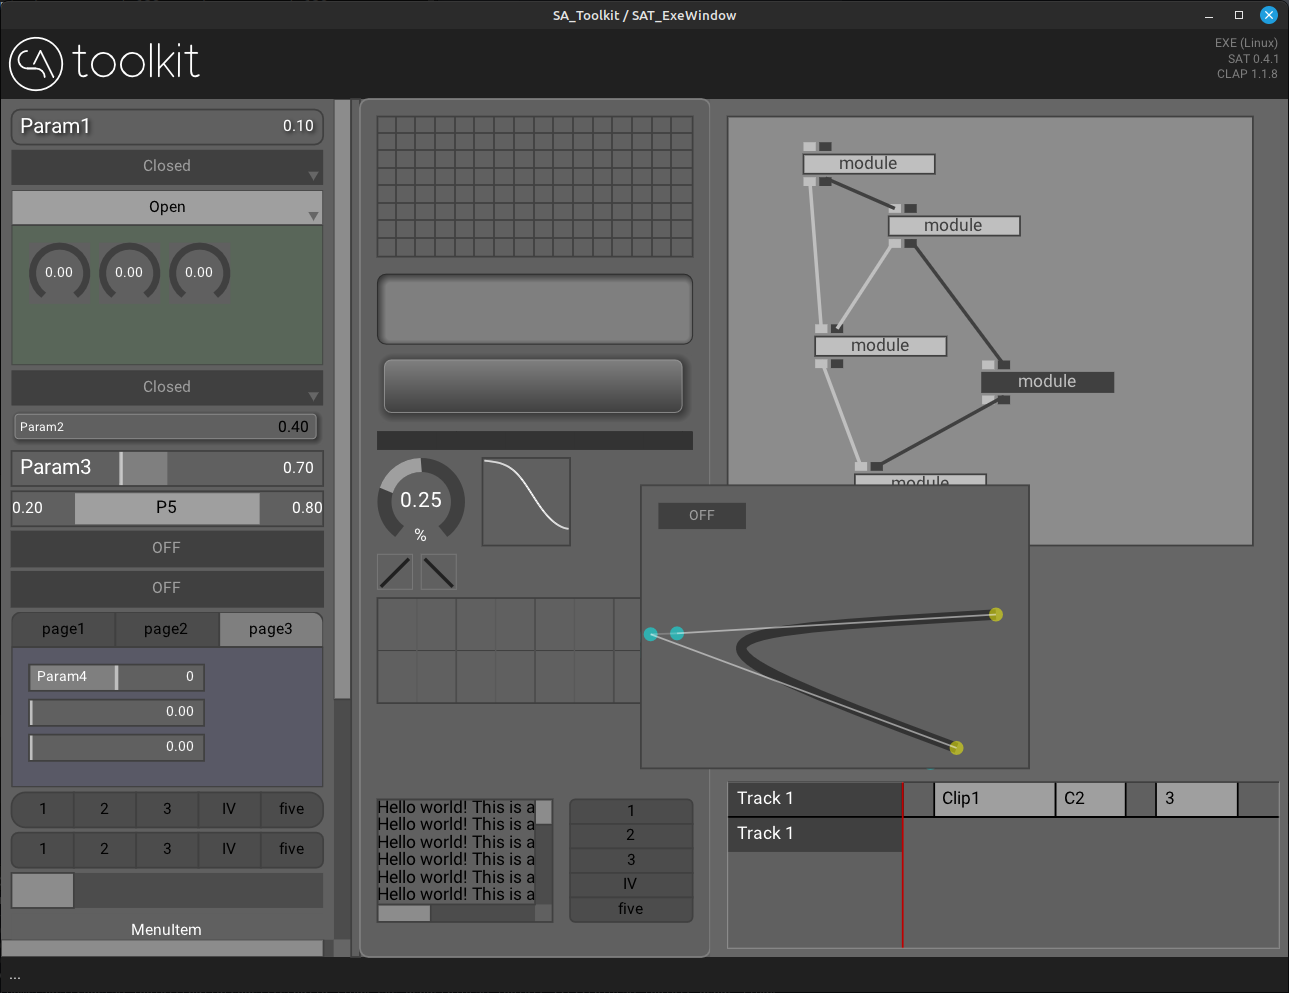 SA_Toolkit / SAT_ExeWindow
toolkit
EXE (Linux)
SAT 0.4.1
CLAP 1.1.8
Param1 0.10
Closed
Open
0.00 0.00 0.00
Closed
Param2 0.40
Param3 0.70
0.20 P5 0.80
OFF
OFF
page1 page2 page3
Param4 0
0.00
0.00
1 2 3 IV five
1 2 3 IV five
MenuItem
...
0.25
%
Hello world! This is a
Hello world! This is a
Hello world! This is a
Hello world! This is a
Hello world! This is a
Hello world! This is a
1
2
3
IV
five
module
module
module
module
module
OFF
Track 1 Clip1 C2 3
Track 1